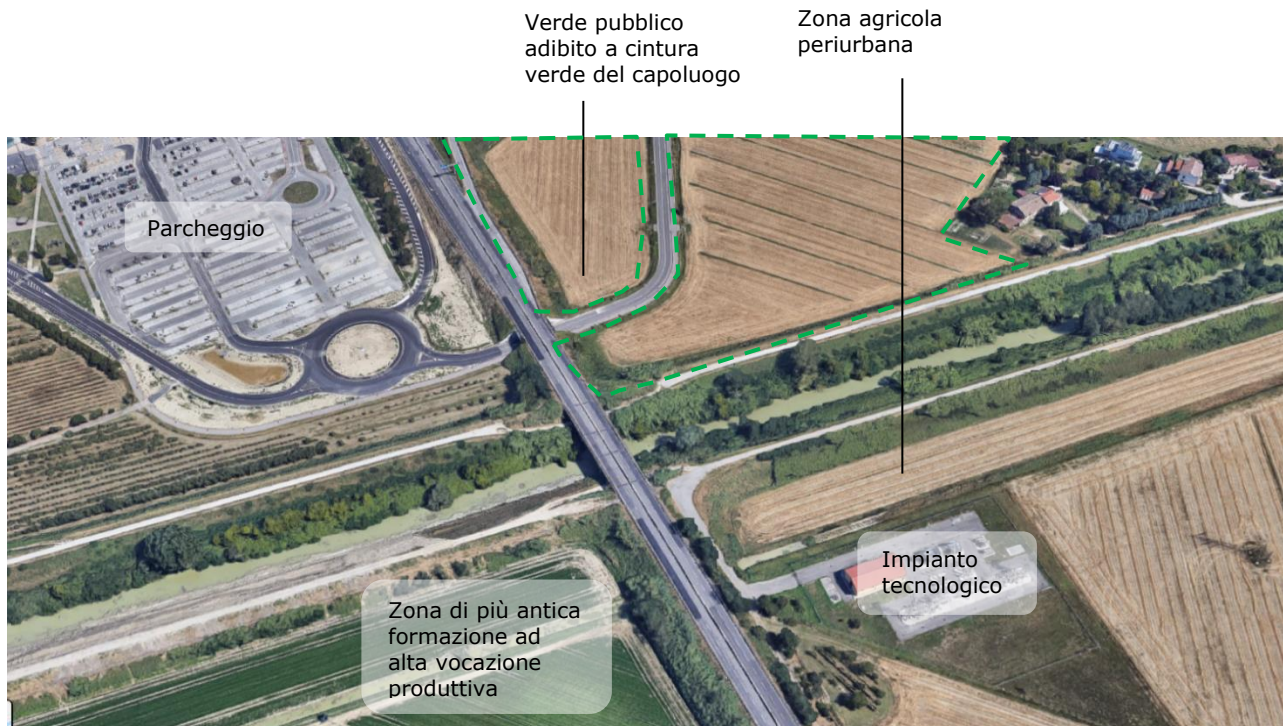 Verde pubblico
adibito a cintura
verde del capoluogo
Zona agricola
periurbana
Parcheggio
Impianto
tecnologico
Zona di più antica
formazione ad
alta vocazione
produttiva